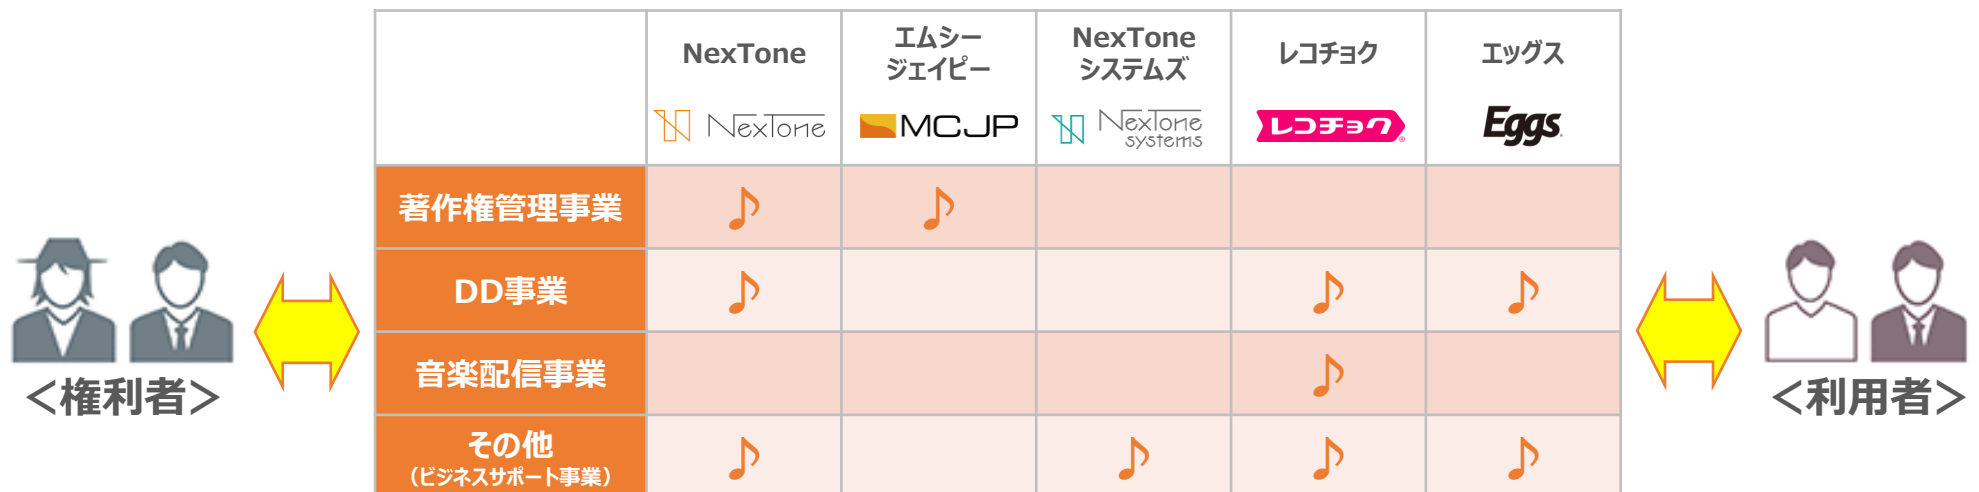 NexTone
エムシー
ジェイピー
NexTone
システムズ
レコチョク
エッグス
NexTone
MCJP
NexTone
systems
レコチョク®
Eggs
著作権管理事業
♪ ♪
DD事業
♪ ♪ ♪
音楽配信事業
♪
その他
（ビジネスサポート事業）
♪ ♪ ♪ ♪
＜権利者＞
＜利用者＞